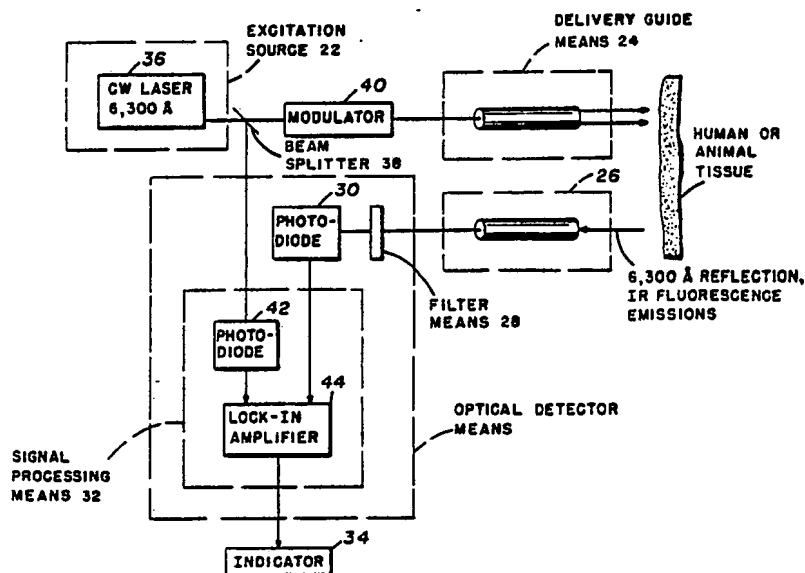 EXCITATION
SOURCE 22
DELIVERY GUIDE
MEANS 24
36
CW LASER
6,300 Å
40
MODULATOR
BEAM
SPLITTER 38
HUMAN OR
ANIMAL
TISSUE
26
30
PHOTO-
DIODE
6,300 Å REFLECTION,
IR FLUORESCENCE
EMISSIONS
FILTER
MEANS 28
42
PHOTO-
DIODE
44
LOCK-IN
AMPLIFIER
OPTICAL DETECTOR
MEANS
SIGNAL
PROCESSING
MEANS 32
34
INDICATOR